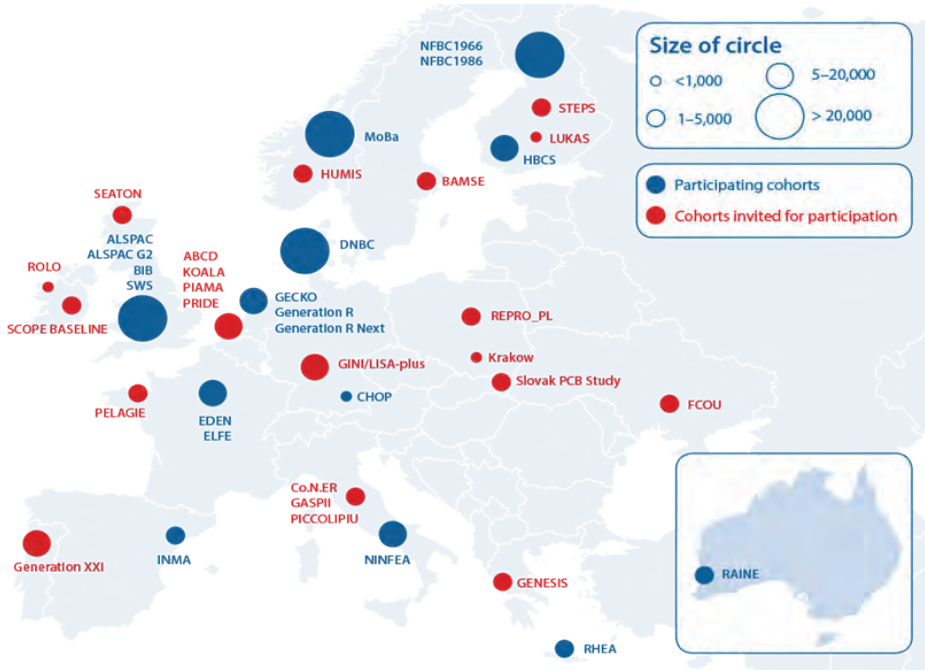 NFBC1966
NFBC1986
Size of circle
<1,000
5–20,000
1–5,000
> 20,000
STEPS
MoBa
LUKAS
HBCS
HUMIS
BAMSE
Participating cohorts
Cohorts invited for participation
SEATON
ALSPAC
ALSPAC G2
BIB
SWS
DNBC
ABCD
KOALA
PIAMA
PRIDE
ROLO
SCOPE BASELINE
GECKO
Generation R
Generation R Next
REPRO_PL
GINI/LISA-plus
Krakow
Slovak PCB Study
CHOP
PELAGIE
EDEN
ELFE
FCOU
Co.N.ER
GASPII
PICCOLIPIU
Generation XXI
INMA
NINFEA
GENESIS
RAINE
RHEA